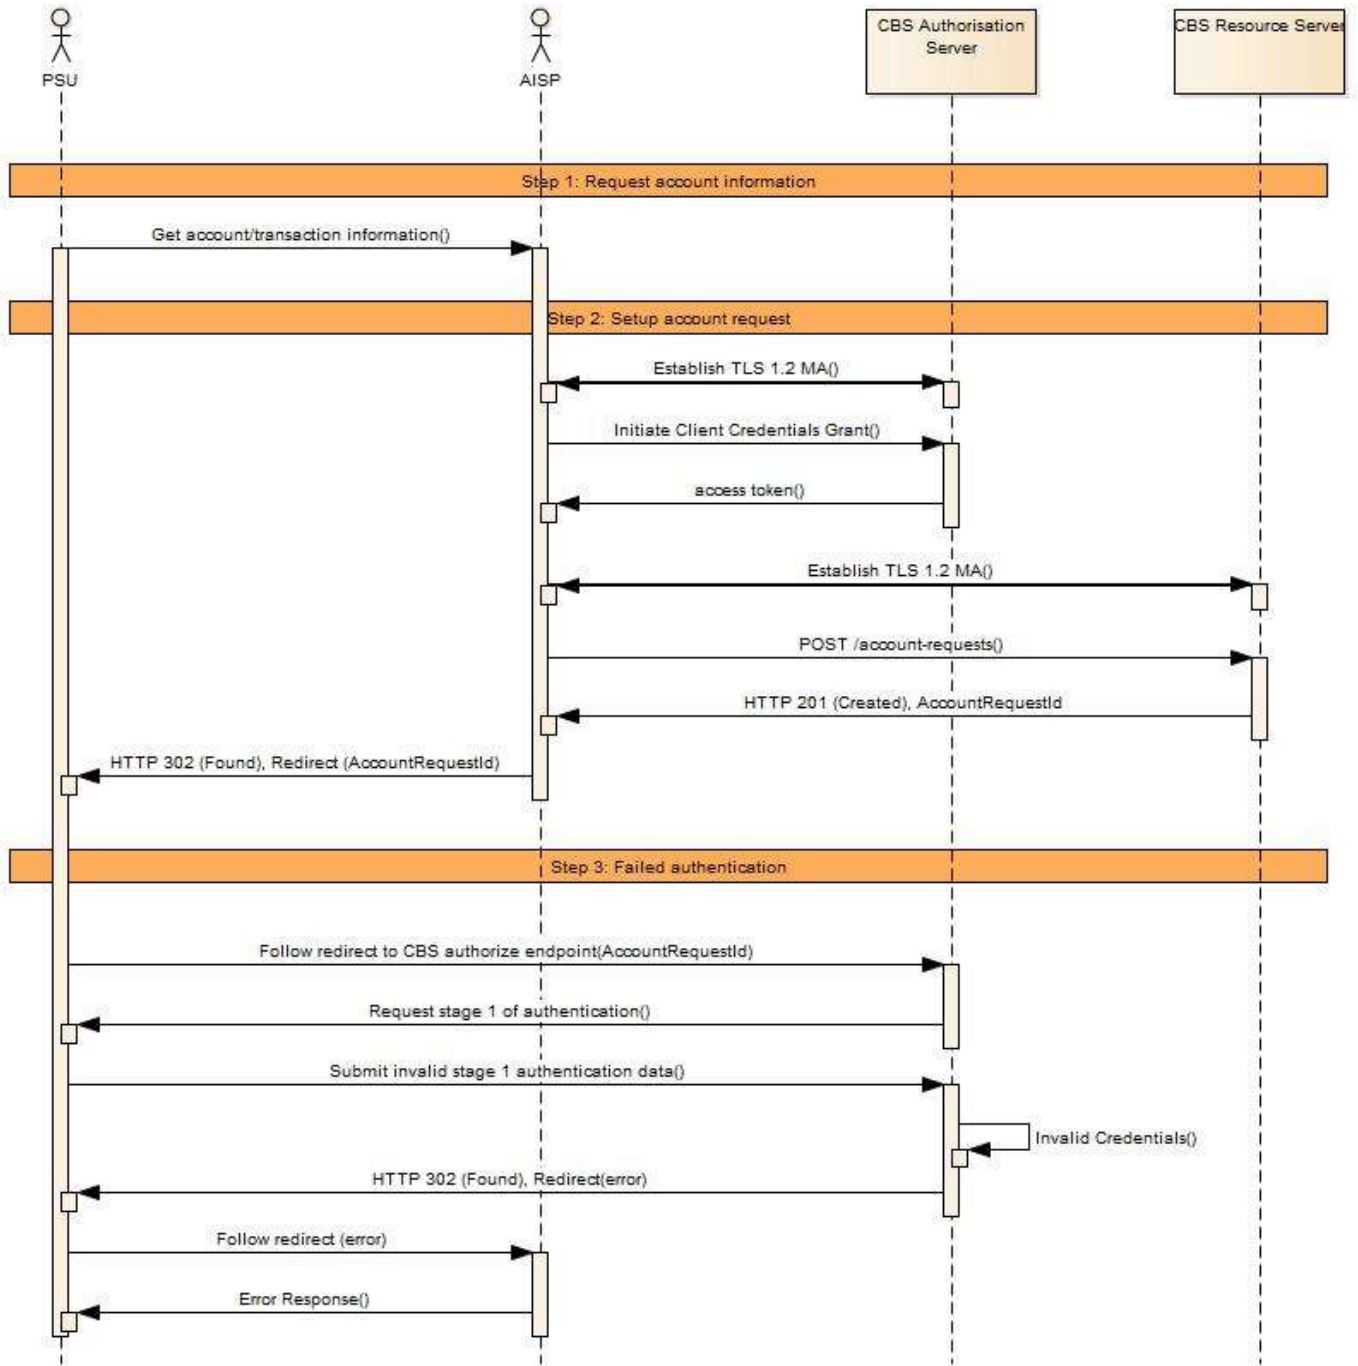 PSU
AISP
CBS Authorisation
Server
CBS Resource Server
Step 1: Request account information
Get account/transaction information()
Step 2: Setup account request
Establish TLS 1.2 MA()
Initiate Client Credentials Grant()
access token()
Establish TLS 1.2 MA()
POST /account-requests()
HTTP 201 (Created), AccountRequestId
HTTP 302 (Found), Redirect (AccountRequestId)
Step 3: Failed authentication
Follow redirect to CBS authorize endpoint(AccountRequestId)
Request stage 1 of authentication()
Submit invalid stage 1 authentication data()
Invalid Credentials()
HTTP 302 (Found), Redirect(error)
Follow redirect (error)
Error Response()